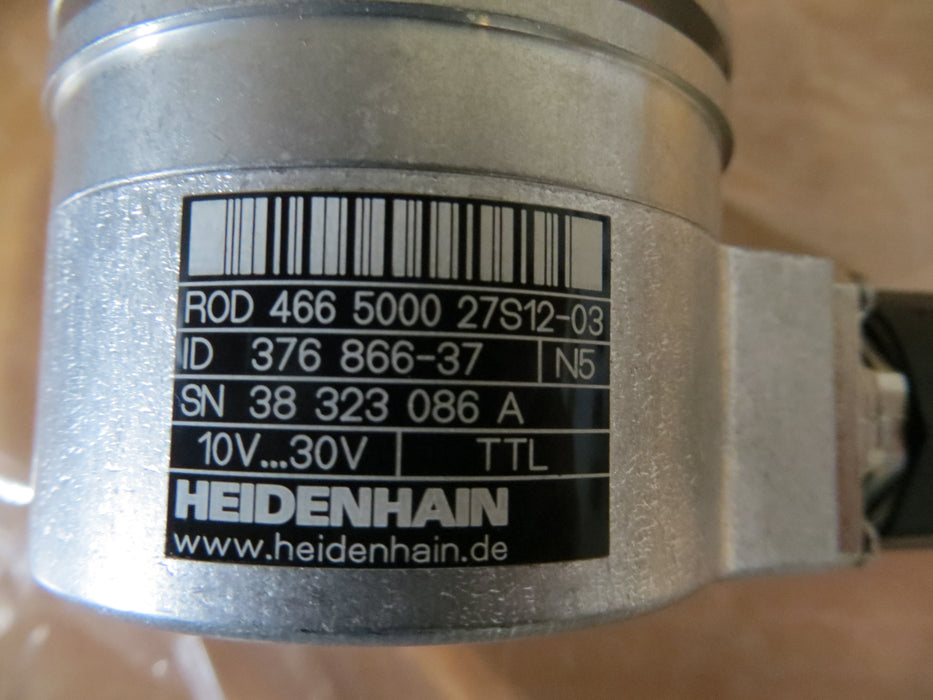 ROD 466 5000 27S12-03
ID 376 866-37 N5
SN 38 323 086 A
10V...30V TTL
HEIDENHAIN
www.heidenhain.de